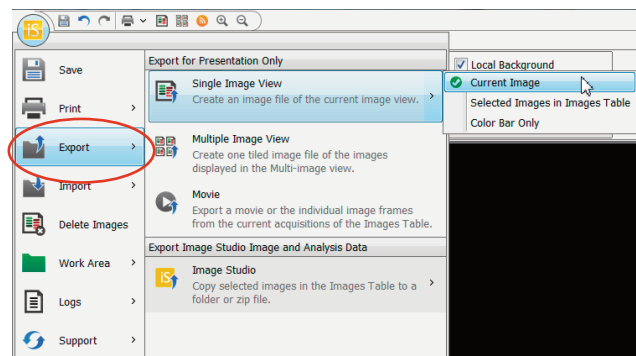 iS
Save
Print
Export
Import
Delete Images
Work Area
Logs
Support
Export for Presentation Only
Single Image View
Create an image file of the current image view.
Multiple Image View
Create one tiled image file of the images
displayed in the Multi-image view.
Movie
Export a movie or the individual image frames
from the current acquisitions of the Images Table.
Export Image Studio Image and Analysis Data
iS
Image Studio
Copy selected images in the Images Table to a
folder or zip file.
Local Background
Current Image
Selected Images in Images Table
Color Bar Only